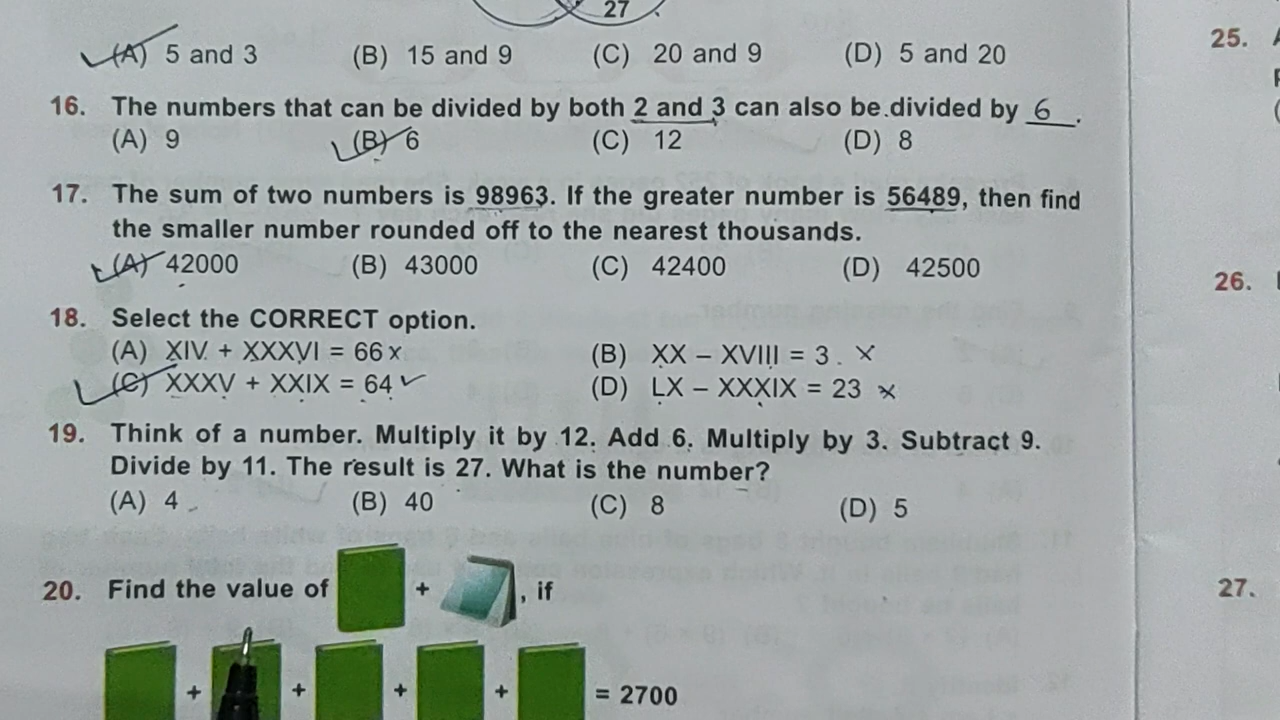 27
(A) 5 and 3 (B) 15 and 9 (C) 20 and 9 (D) 5 and 20
25.
16. The numbers that can be divided by both 2 and 3 can also be divided by 6.
(A) 9 (B) 6 (C) 12 (D) 8
17. The sum of two numbers is 98963. If the greater number is 56489, then find
the smaller number rounded off to the nearest thousands.
(A) 42000 (B) 43000 (C) 42400 (D) 42500
26.
18. Select the CORRECT option.
(A) XIV + XXXVI = 66 x (B) XX – XVIII = 3 x
(C) XXXV + XXIX = 64 ✓ (D) LX – XXXIX = 23 x
19. Think of a number. Multiply it by 12. Add 6. Multiply by 3. Subtract 9.
Divide by 11. The result is 27. What is the number?
(A) 4 (B) 40 (C) 8 (D) 5
20. Find the value of + , if
27.
+ + + + = 2700